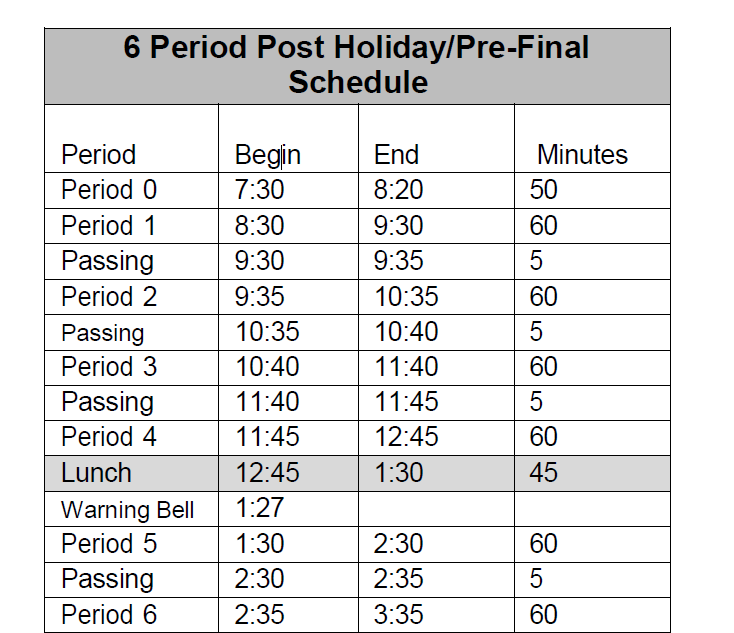 6 Period Post Holiday/Pre-Final
Schedule
Period Begin End Minutes
Period 0 7:30 8:20 50
Period 1 8:30 9:30 60
Passing 9:30 9:35 5
Period 2 9:35 10:35 60
Passing 10:35 10:40 5
Period 3 10:40 11:40 60
Passing 11:40 11:45 5
Period 4 11:45 12:45 60
Lunch 12:45 1:30 45
Warning Bell 1:27
Period 5 1:30 2:30 60
Passing 2:30 2:35 5
Period 6 2:35 3:35 60